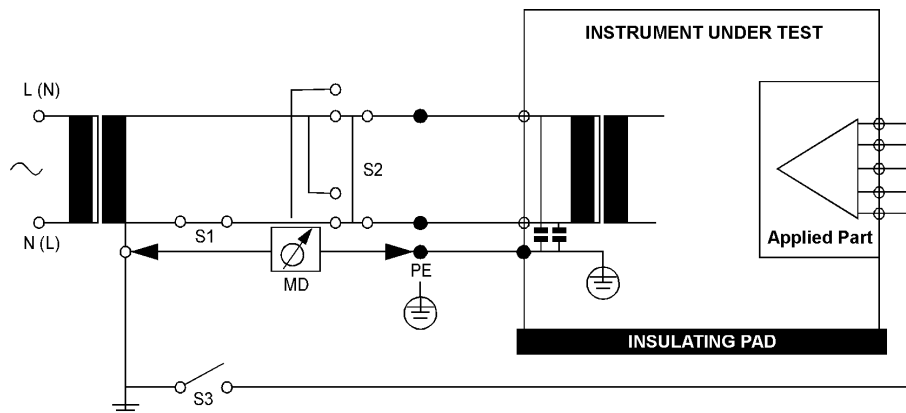 INSTRUMENT UNDER TEST
L (N)
S2
N (L)
S1
Applied Part
MD
PE
INSULATING PAD
S3